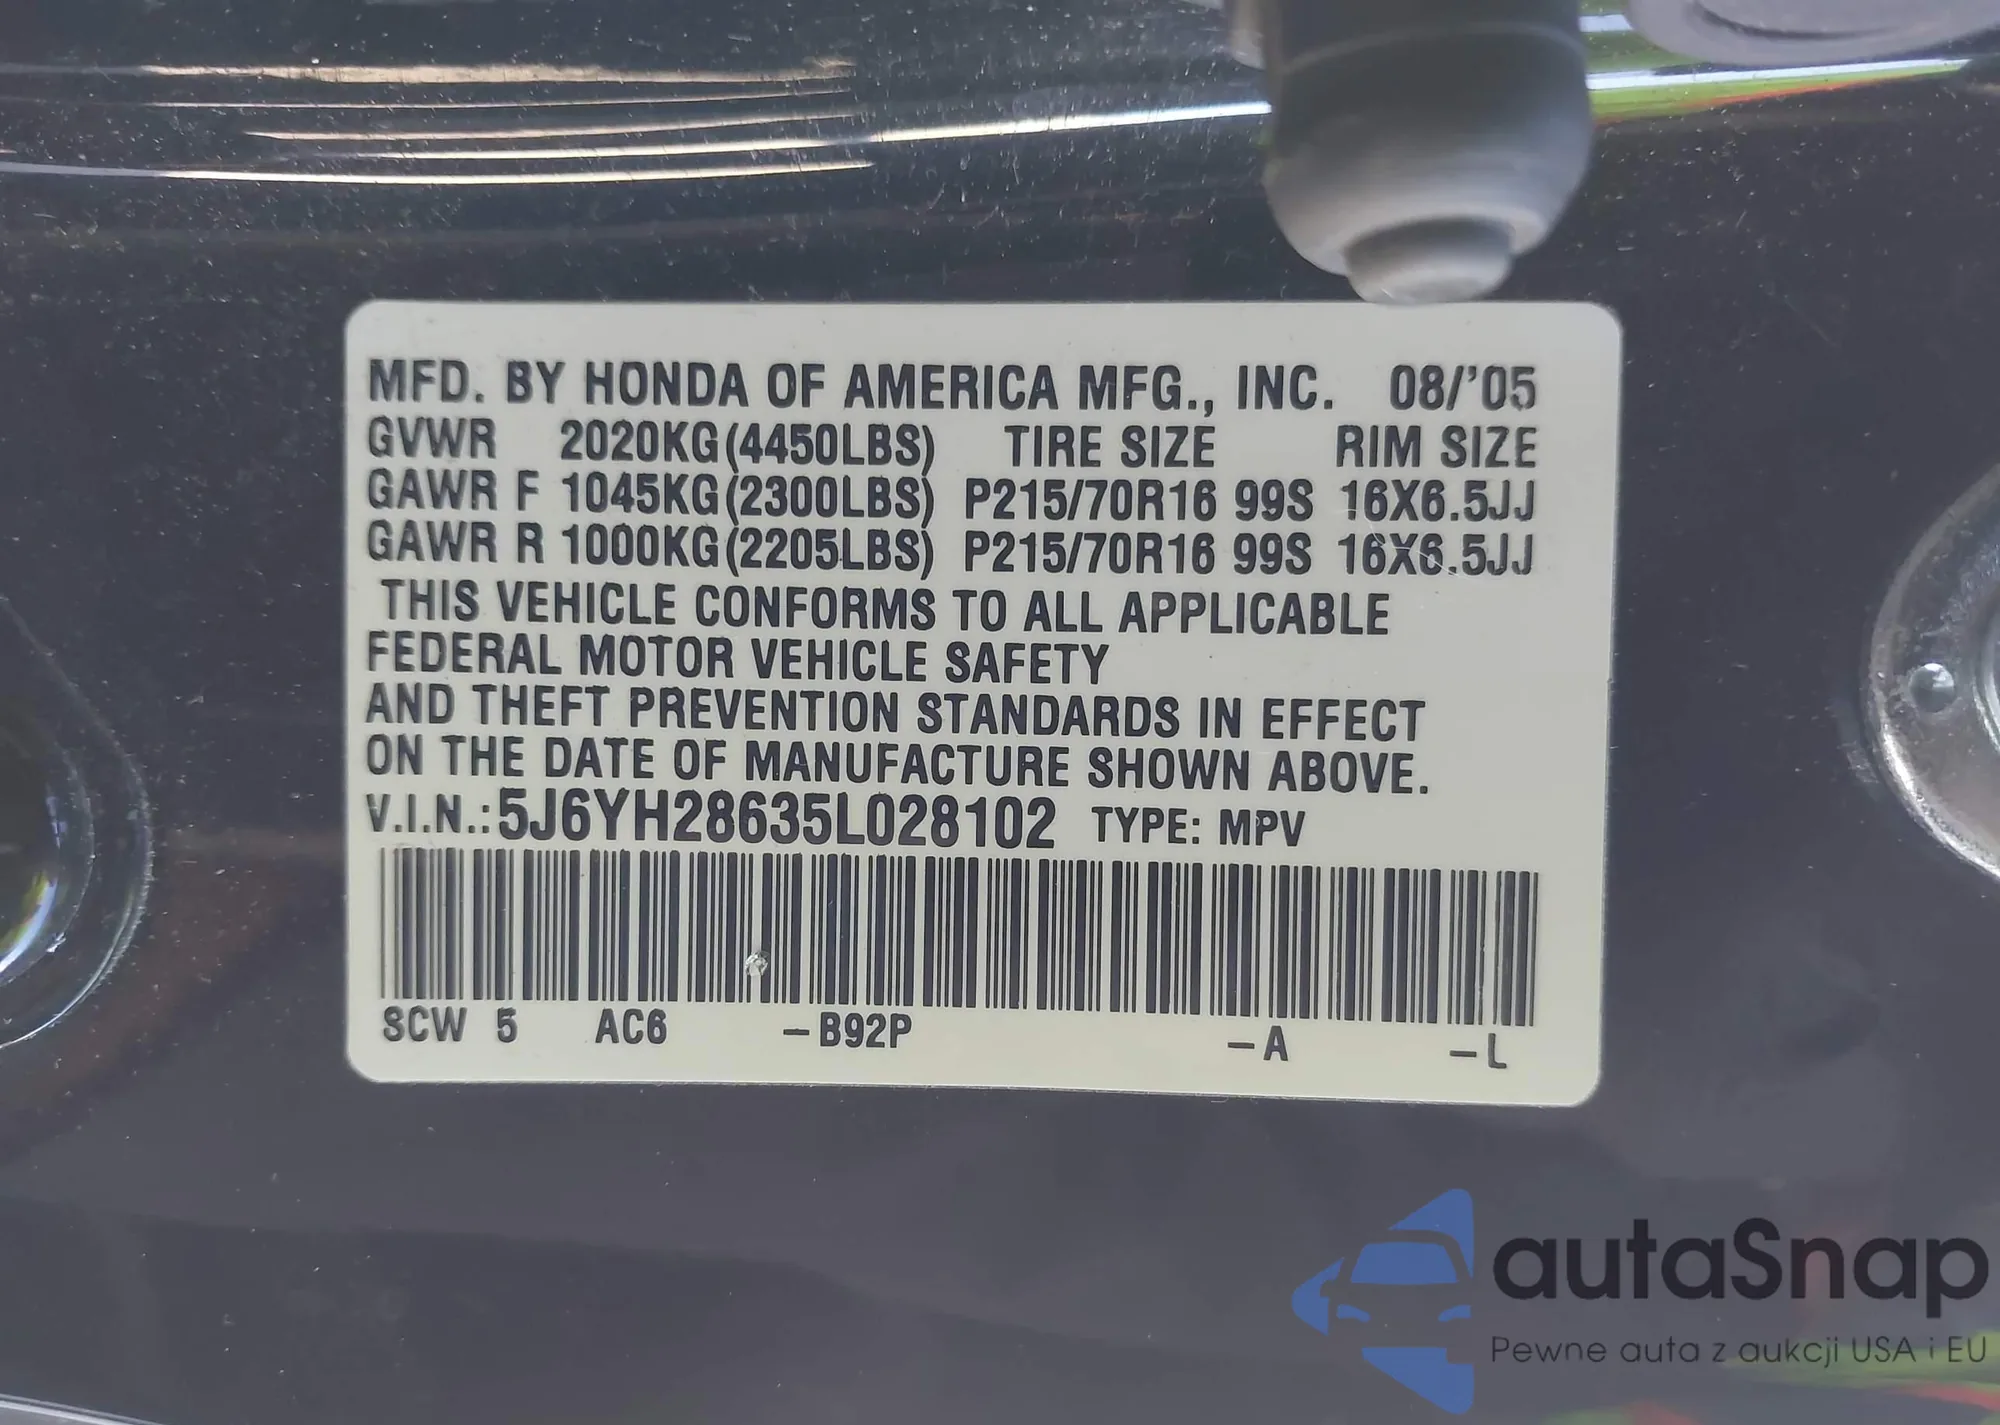 MFD. BY HONDA OF AMERICA MFG., INC. 08/'05
GVWR 2020KG(4450LBS) TIRE SIZE RIM SIZE
GAWR F 1045KG(2300LBS) P215/70R16 99S 16X6.5JJ
GAWR R 1000KG(2205LBS) P215/70R16 99S 16X6.5JJ
THIS VEHICLE CONFORMS TO ALL APPLICABLE
FEDERAL MOTOR VEHICLE SAFETY
AND THEFT PREVENTION STANDARDS IN EFFECT
ON THE DATE OF MANUFACTURE SHOWN ABOVE.
V.I.N.:5J6YH28635L028102 TYPE: MPV
SCW 5 AC6 –B92P –A –L
autaSnap
Pewne auta z aukcji USA i EU